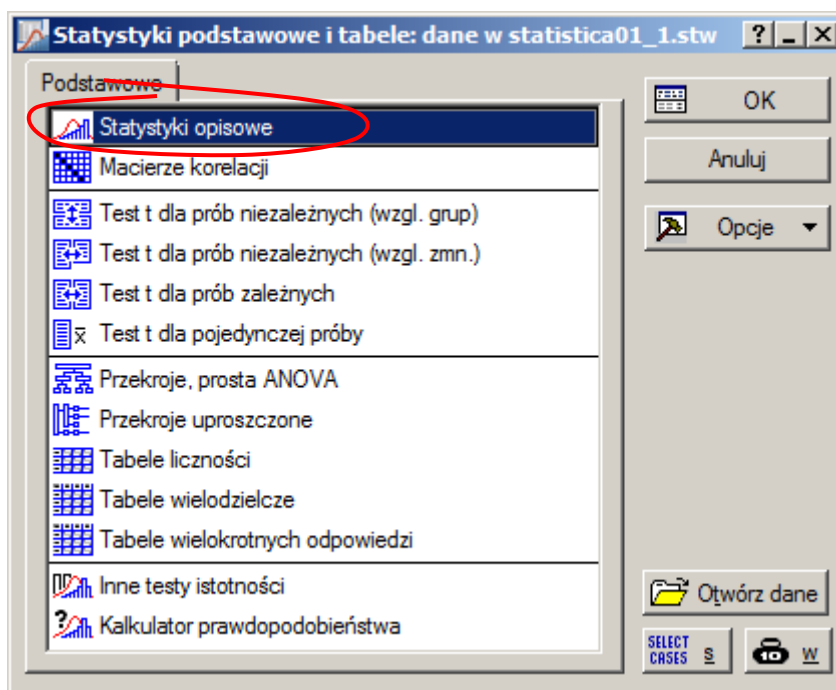 Statystyki podstawowe i tabele: dane w statistica01_1.stw
Podstawowe
Statystyki opisowe
Macierze korelacji
Test t dla prób niezależnych (wzgl. grup)
Test t dla prób niezależnych (wzgl. zmn.)
Test t dla prób zależnych
Test t dla pojedynczej próby
Przekroje, prosta ANOVA
Przekroje uproszczone
Tabele liczności
Tabele wielodzielcze
Tabele wielokrotnych odpowiedzi
Inne testy istotności
Kalkulator prawdopodobieństwa
OK
Anuluj
Opcje
Otwórz dane
SELECT CASES S
10 W